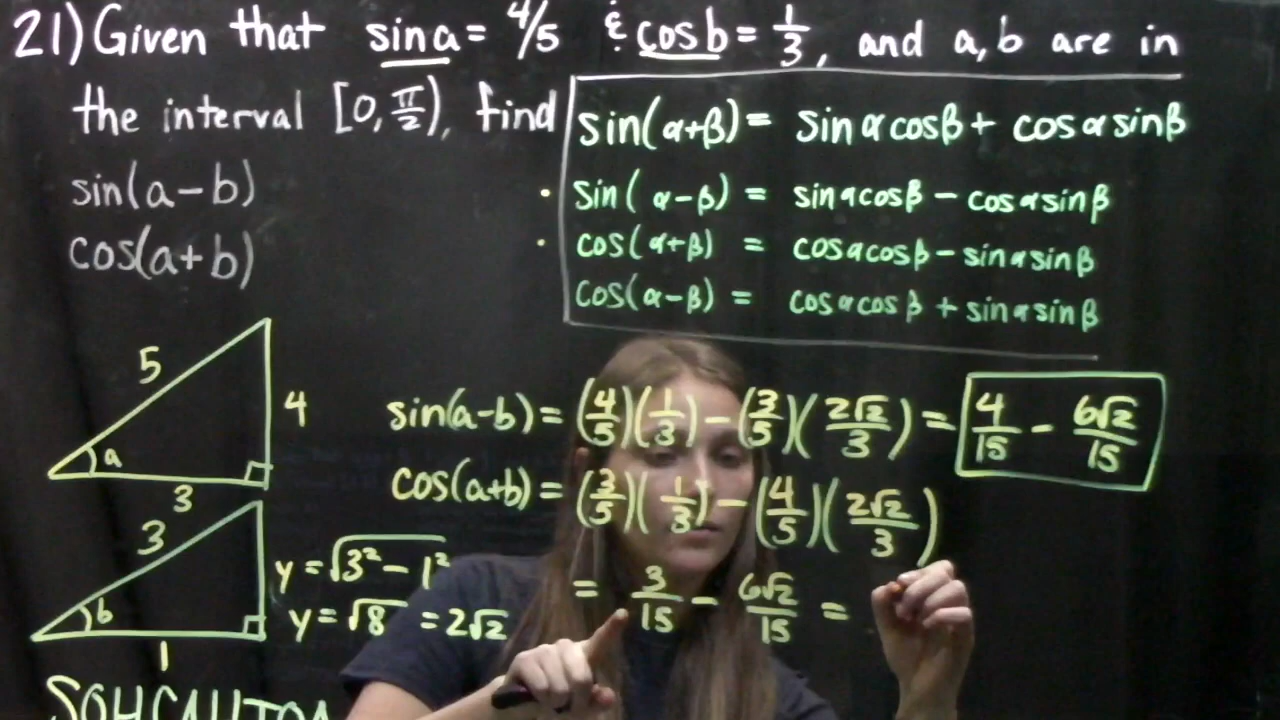 21) Given that sin a = 4/5 & cos b = 1/3, and a, b are in
the interval [0, π/2), find
sin(a-b)
cos(a+b)
sin(α+β) = sin α cos β + cos α sin β
• sin(α-β) = sin α cos β - cos α sin β
• cos(α+β) = cos α cos β - sin α sin β
cos(α-β) = cos α cos β + sin α sin β
5
4
a
3
3
b
1
y = √(3² - 1²)
y = √8 = 2√2
sin(a-b) = (4/5)(1/3) - (3/5)(2√2/3) = 4/15 - 6√2/15
cos(a+b) = (3/5)(1/3) - (4/5)(2√2/3)
= 3/15 - 6√2/15 =
SOHCAHTOA